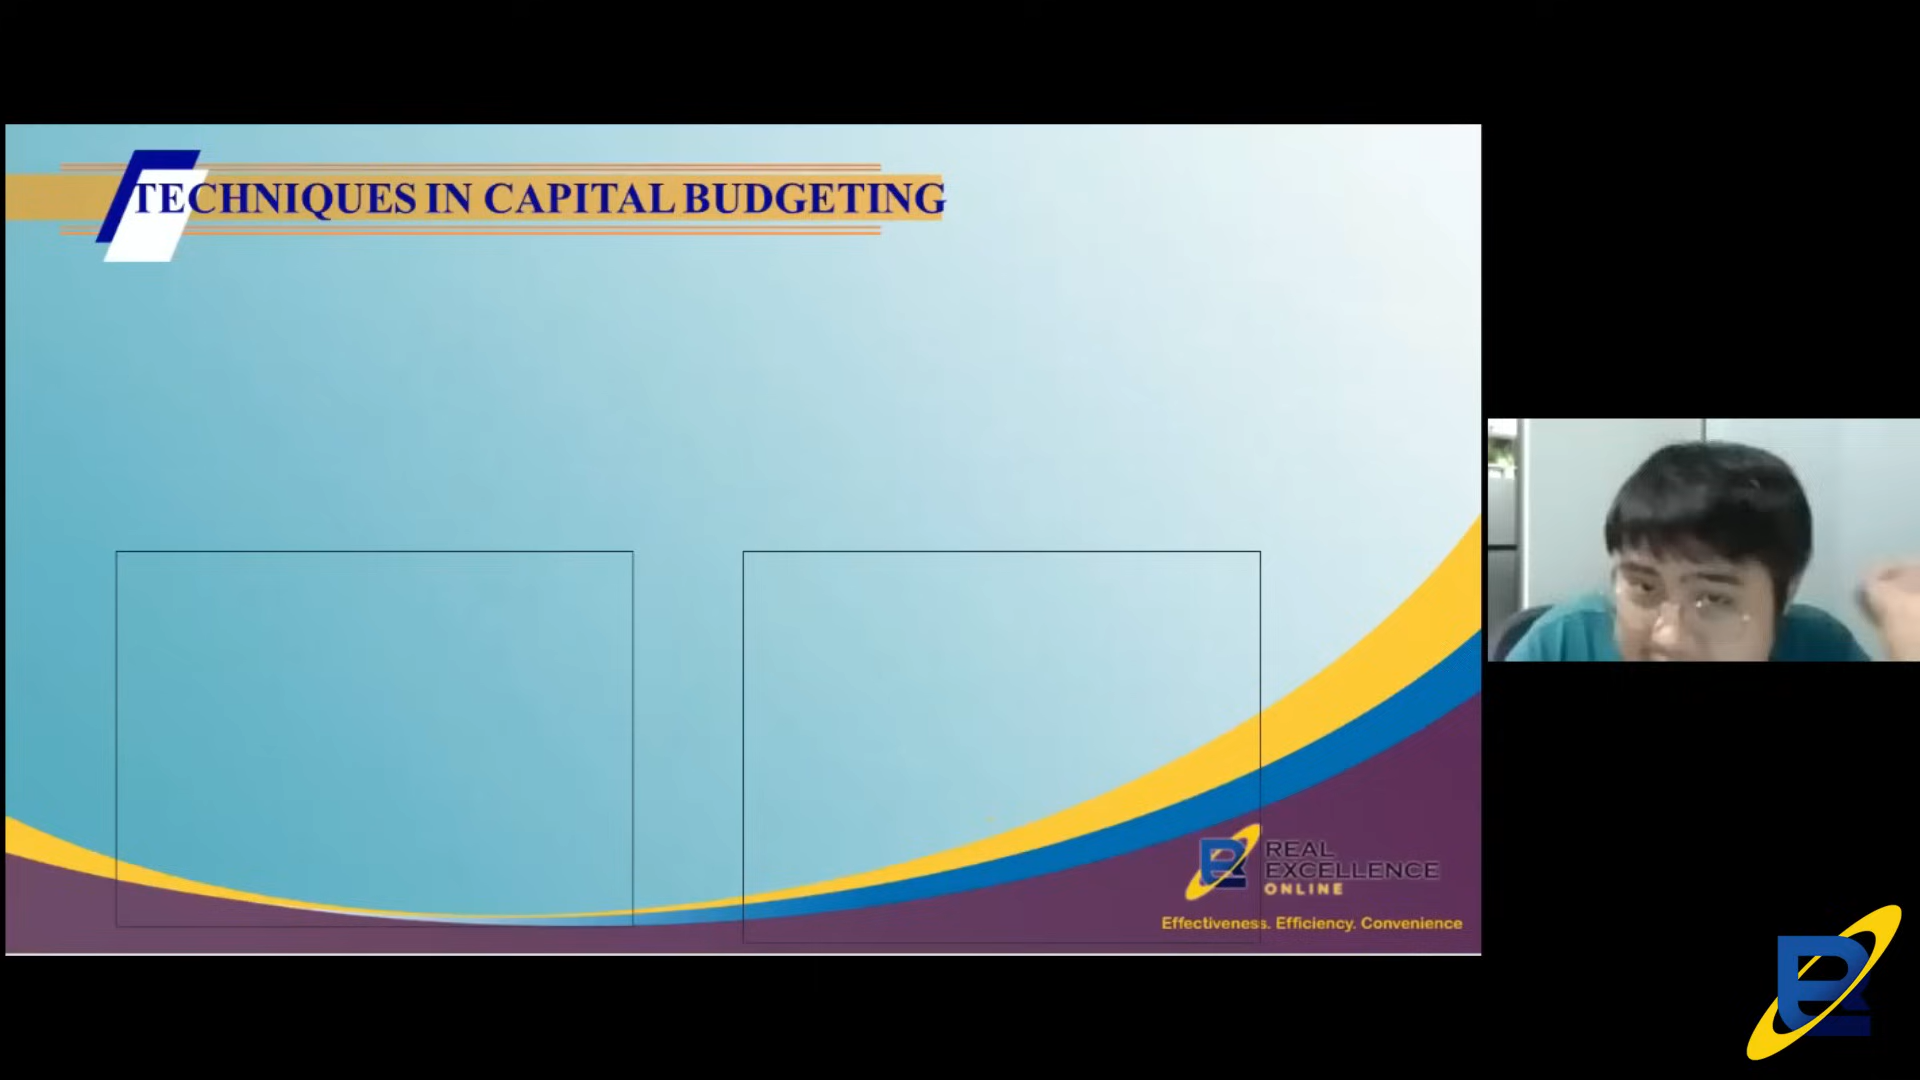 TECHNIQUES IN CAPITAL BUDGETING
REAL
EXCELLENCE
ONLINE
Effectiveness. Efficiency. Convenience